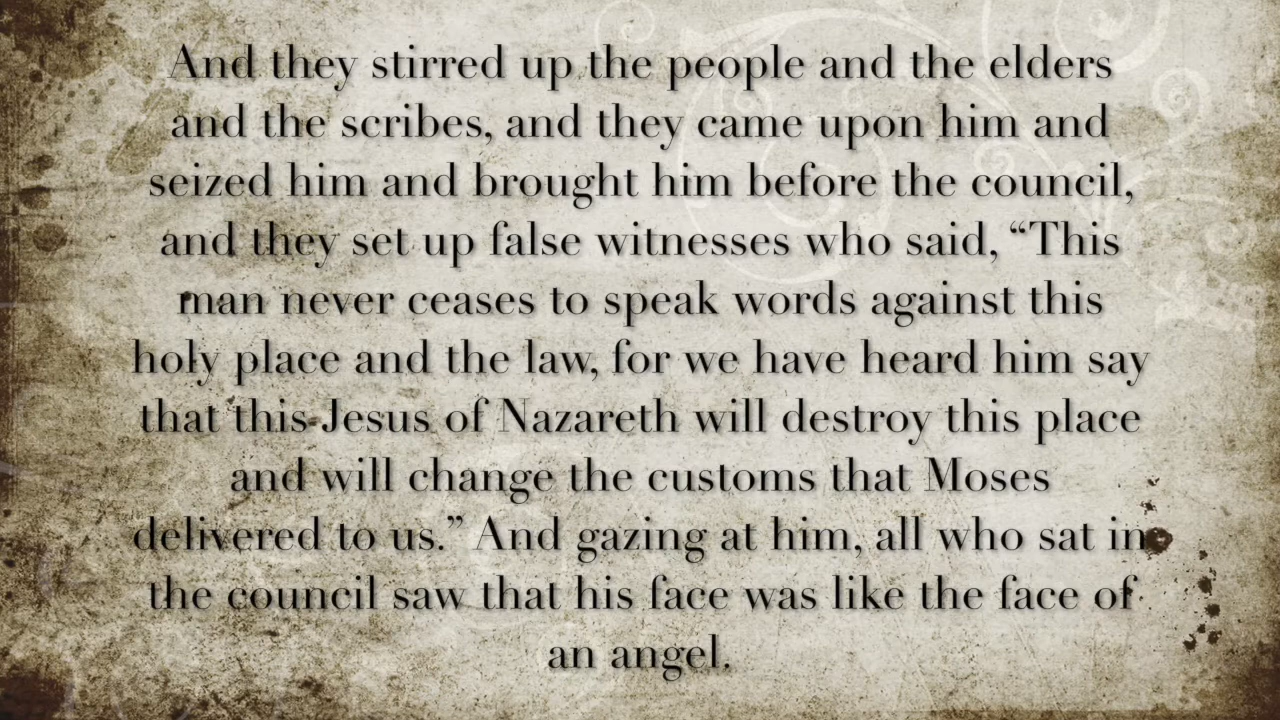 And they stirred up the people and the elders
and the scribes, and they came upon him and
seized him and brought him before the council,
and they set up false witnesses who said, “This
man never ceases to speak words against this
holy place and the law, for we have heard him say
that this Jesus of Nazareth will destroy this place
and will change the customs that Moses
delivered to us.” And gazing at him, all who sat in
the council saw that his face was like the face of
an angel.